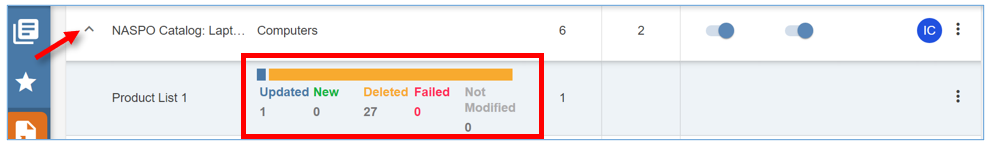 NASPO Catalog: Lapt... Computers 6 2 IC
Updated New Deleted Failed Not Modified
Product List 1 1
1 0 27 0 0